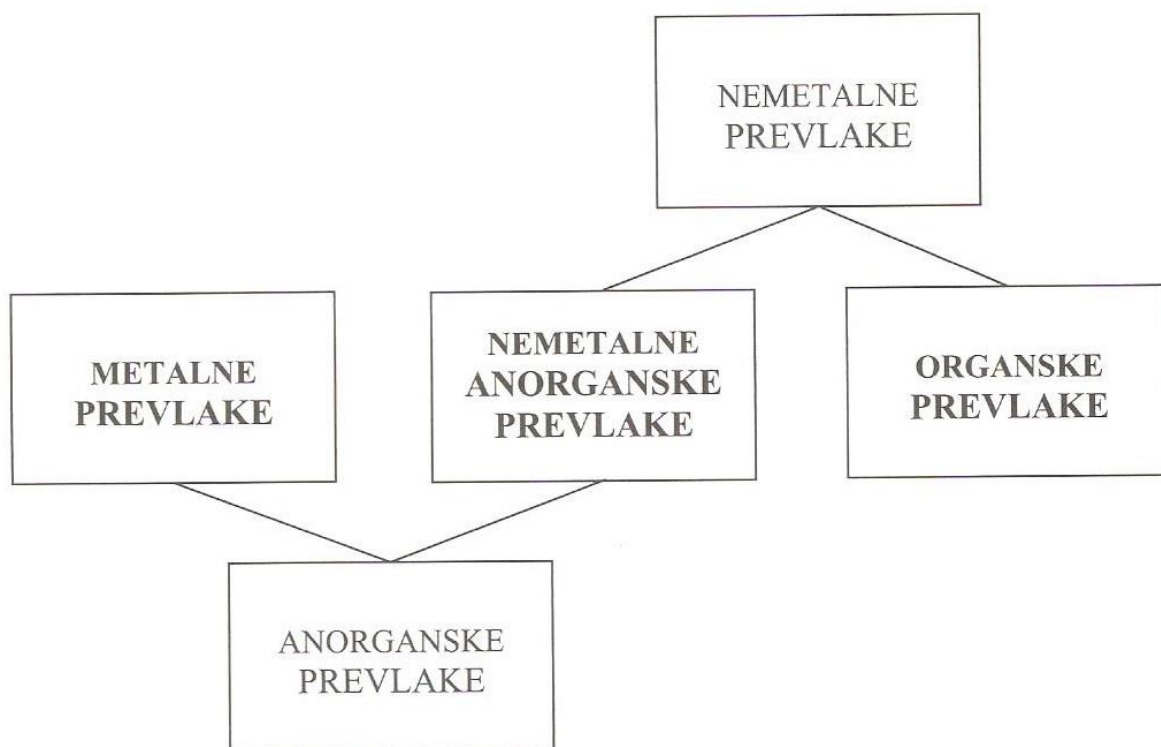 NEMETALNE
PREVLAKE
METALNE
PREVLAKE
NEMETALNE
ANORGANSKE
PREVLAKE
ORGANSKE
PREVLAKE
ANORGANSKE
PREVLAKE